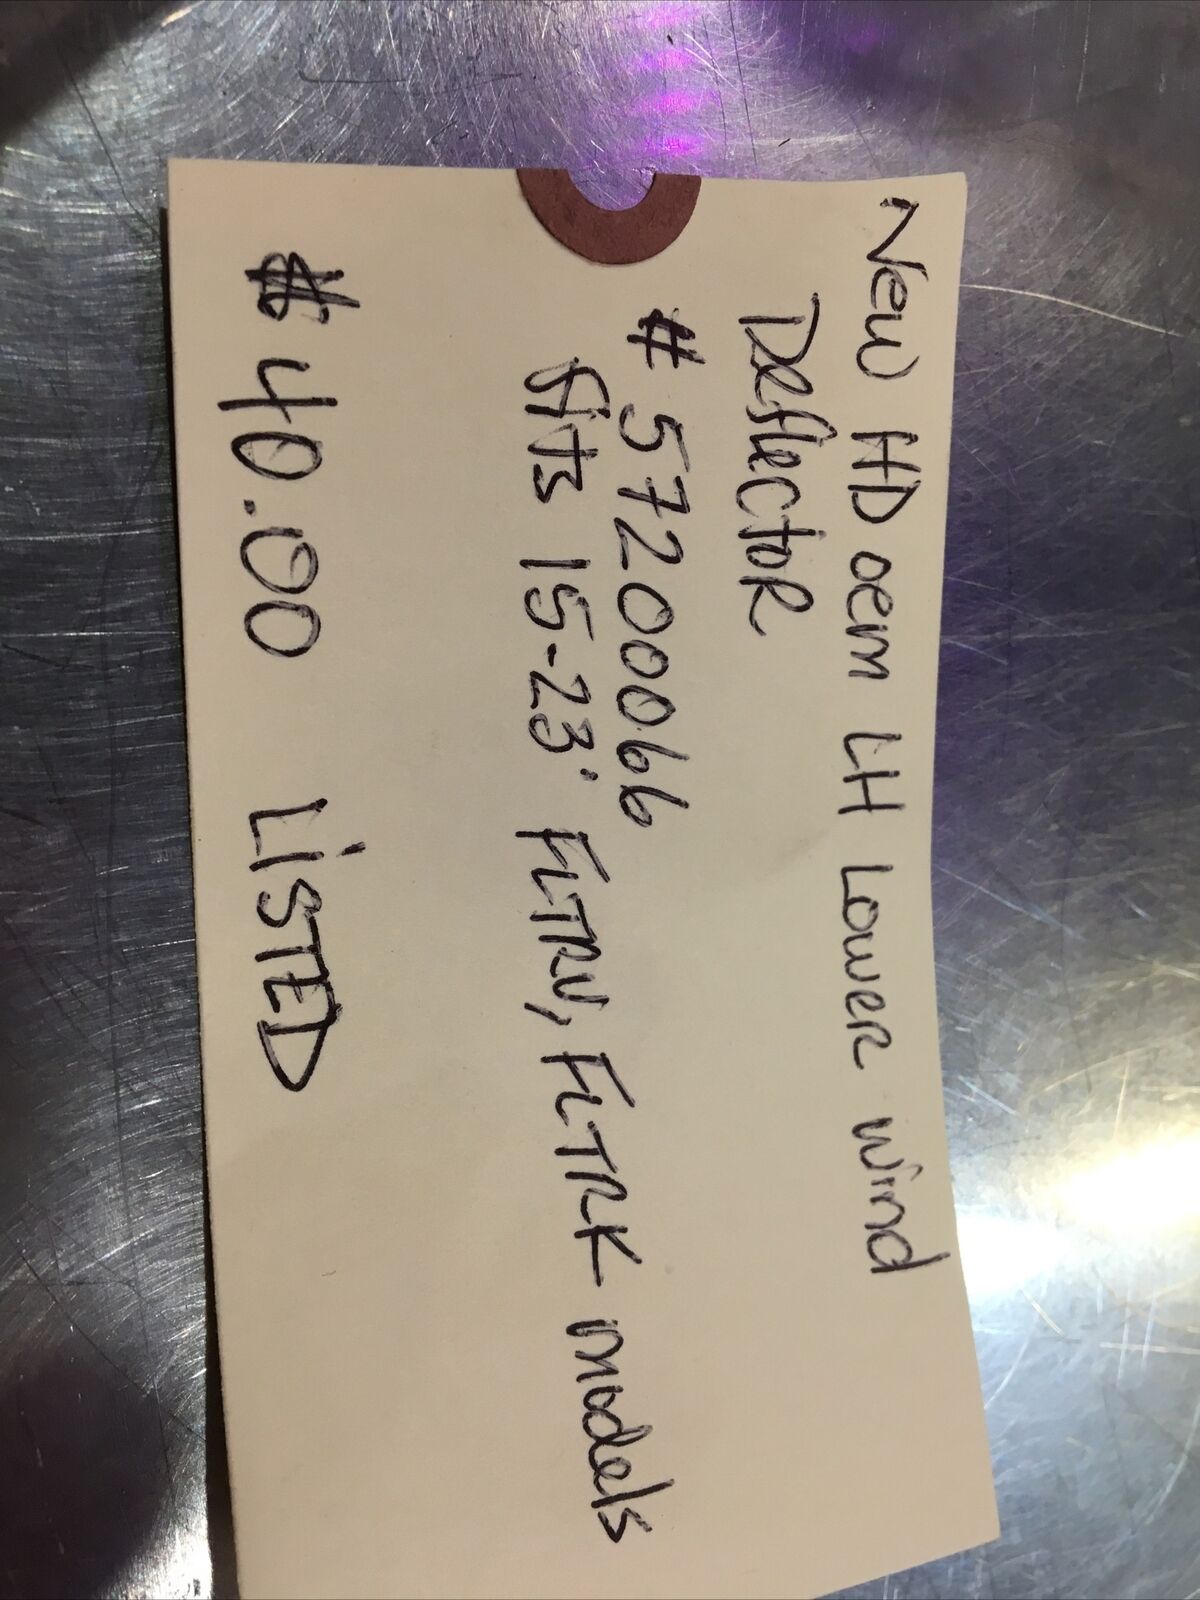 New HD oem LH Lower wind
Deflector
# 57200066
fits 15-23' FLTRU, FLTRK models
$ 40.00 LiSTED